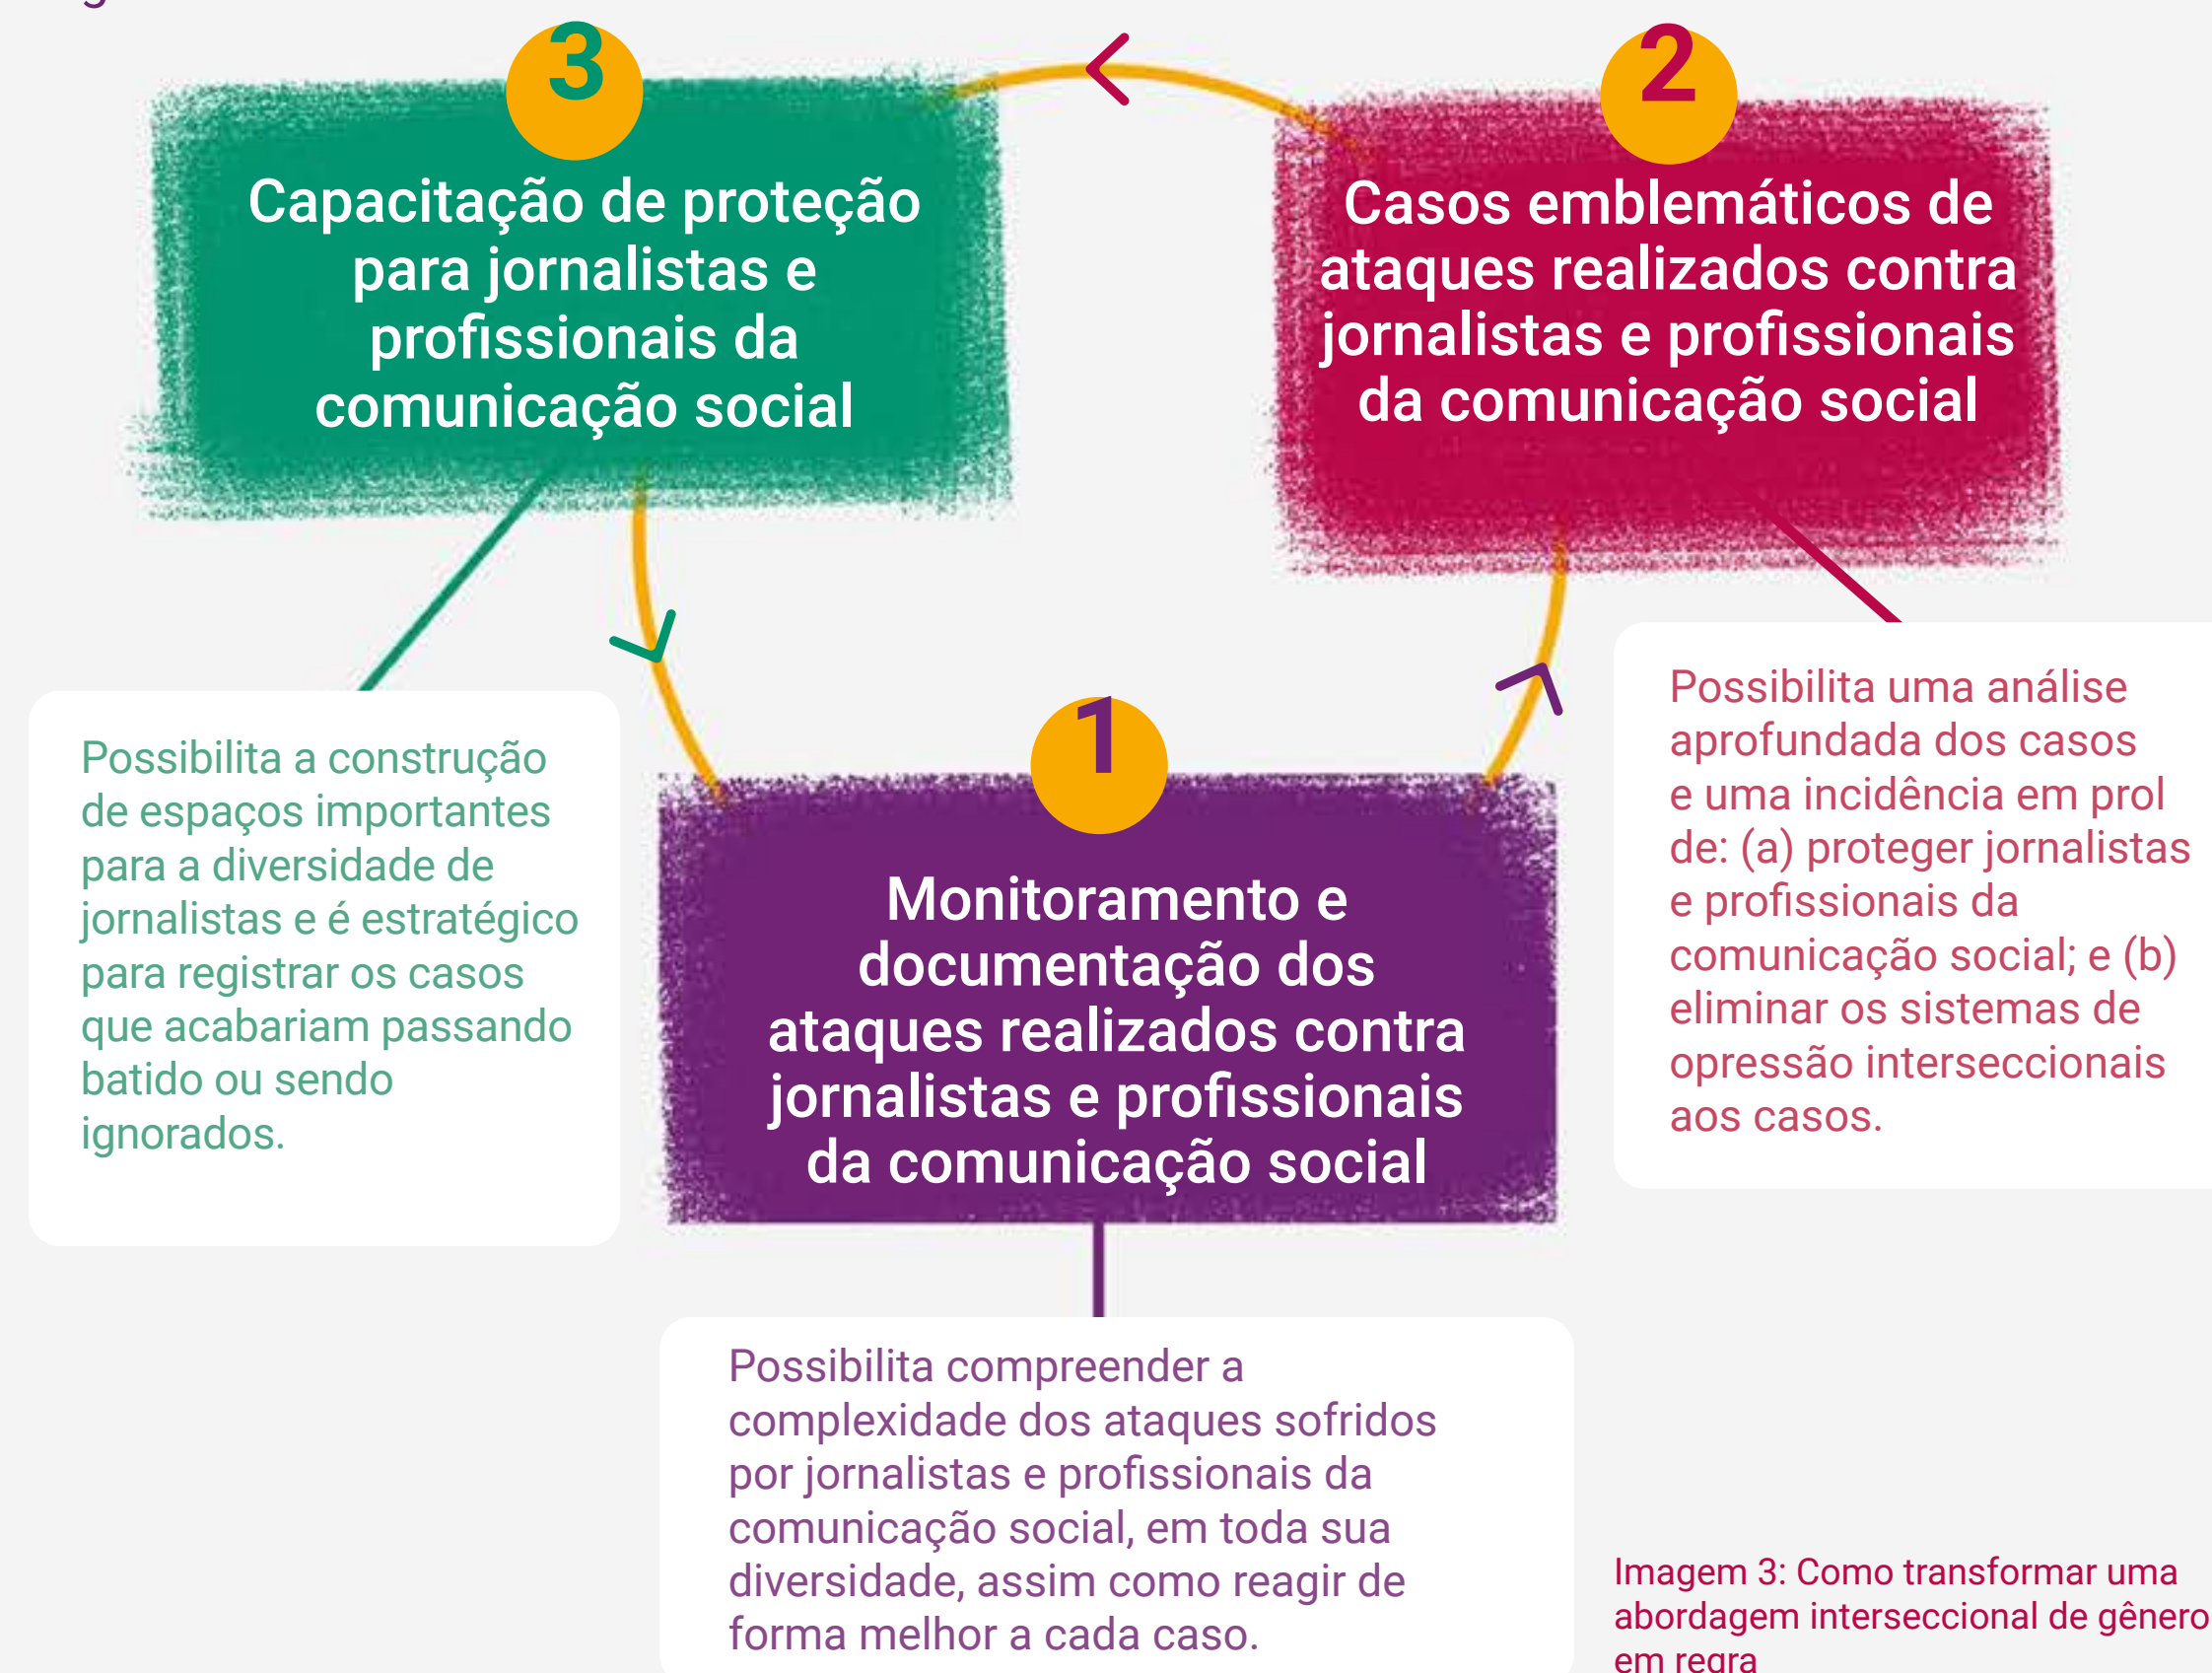 3
Capacitação de proteção
para jornalistas e
profissionais da
comunicação social
2
Casos emblemáticos de
ataques realizados contra
jornalistas e profissionais
da comunicação social
Possibilita a construção
de espaços importantes
para a diversidade de
jornalistas e é estratégico
para registrar os casos
que acabariam passando
batido ou sendo
ignorados.
1
Monitoramento e
documentação dos
ataques realizados contra
jornalistas e profissionais
da comunicação social
Possibilita uma análise
aprofundada dos casos
e uma incidência em prol
de: (a) proteger jornalistas
e profissionais da
comunicação social; e (b)
eliminar os sistemas de
opressão interseccionais
aos casos.
Possibilita compreender a
complexidade dos ataques sofridos
por jornalistas e profissionais da
comunicação social, em toda sua
diversidade, assim como reagir de
forma melhor a cada caso.
Imagem 3: Como transformar uma
abordagem interseccional de gênero
em regra